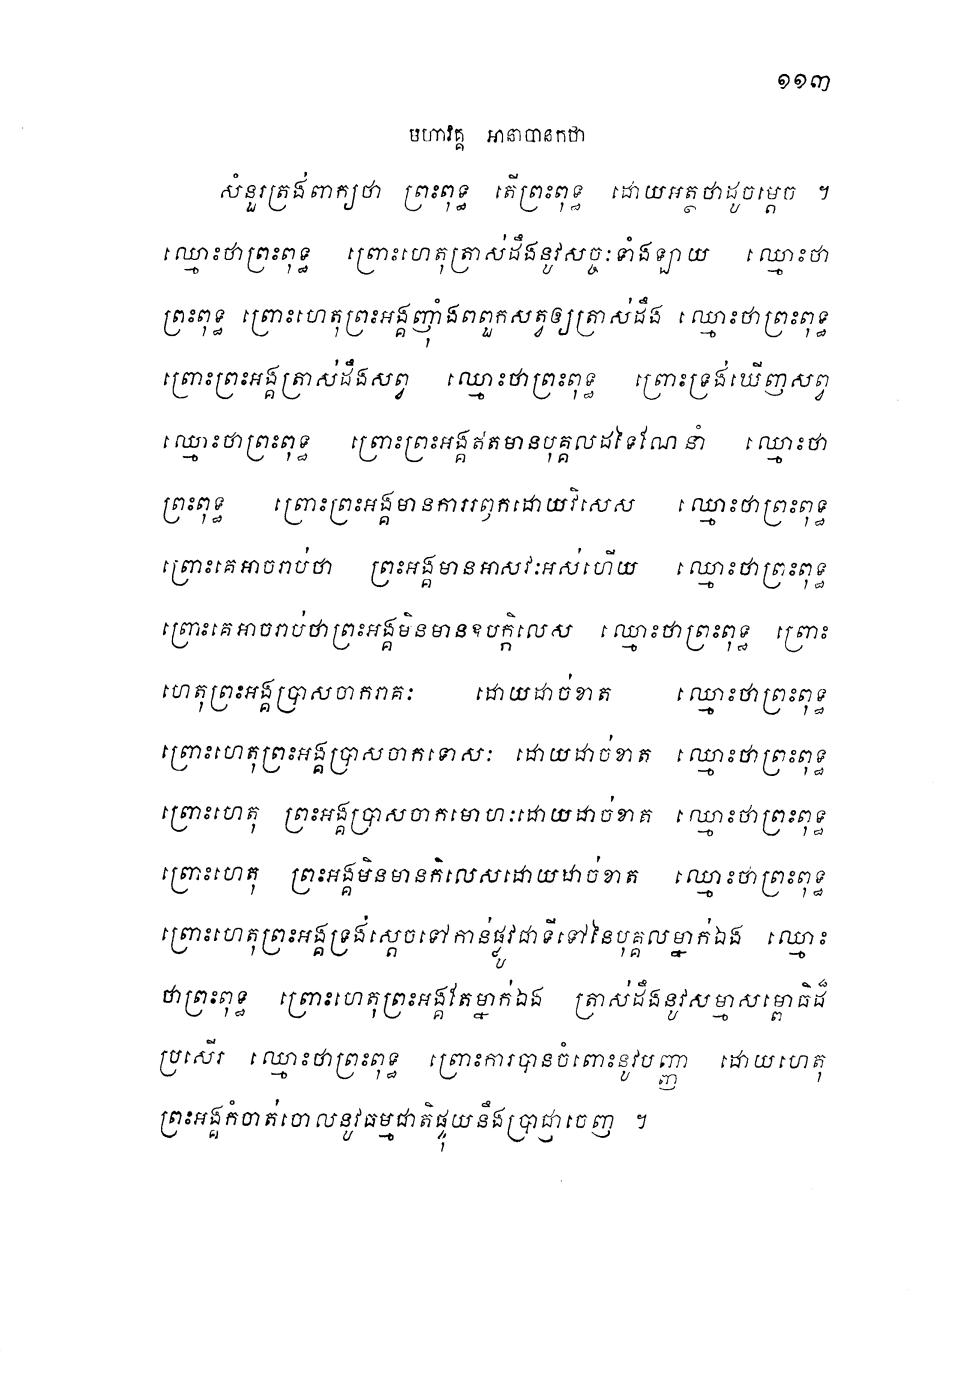 ១១៣
មហាវគ្គ អានាបានកថា
សំនួរត្រង់ពាក្យថា ព្រះពុទ្ធ តើព្រះពុទ្ធ ដោយអត្ថថាដូចម្តេច ។
ឈ្មោះថាព្រះពុទ្ធ ព្រោះហេតុត្រាស់ដឹងនូវសច្ចៈទាំងឡាយ ឈ្មោះថា
ព្រះពុទ្ធ ព្រោះហេតុព្រះអង្គញ៉ាំងពពួកសត្វឲ្យត្រាស់ដឹង ឈ្មោះថាព្រះពុទ្ធ
ព្រោះព្រះអង្គត្រាស់ដឹងសព្វ ឈ្មោះថាព្រះពុទ្ធ ព្រោះទ្រង់ឃើញសព្វ
ឈ្មោះថាព្រះពុទ្ធ ព្រោះព្រះអង្គឥតមានបុគ្គលដទៃណែនាំ ឈ្មោះថា
ព្រះពុទ្ធ ព្រោះព្រះអង្គមានការរឭកដោយវិសេស ឈ្មោះថាព្រះពុទ្ធ
ព្រោះគេអាចរាប់ថា ព្រះអង្គមានអាសវៈអស់ហើយ ឈ្មោះថាព្រះពុទ្ធ
ព្រោះគេអាចរាប់ថាព្រះអង្គមិនមានឧបក្កិលេស ឈ្មោះថាព្រះពុទ្ធ ព្រោះ
ហេតុព្រះអង្គប្រាសចាករាគៈ ដោយដាច់ខាត ឈ្មោះថាព្រះពុទ្ធ
ព្រោះហេតុព្រះអង្គប្រាសចាកទោសៈ ដោយដាច់ខាត ឈ្មោះថាព្រះពុទ្ធ
ព្រោះហេតុ ព្រះអង្គប្រាសចាកមោហៈដោយដាច់ខាត ឈ្មោះថាព្រះពុទ្ធ
ព្រោះហេតុ ព្រះអង្គមិនមានកិលេសដោយដាច់ខាត ឈ្មោះថាព្រះពុទ្ធ
ព្រោះហេតុព្រះអង្គទ្រង់ស្តេចទៅកាន់ផ្លូវជាទីទៅនៃបុគ្គលម្នាក់ឯង ឈ្មោះ
ថាព្រះពុទ្ធ ព្រោះហេតុព្រះអង្គតែម្នាក់ឯង ត្រាស់ដឹងនូវសម្មាសម្ពោធិដ៏
ប្រសើរ ឈ្មោះថាព្រះពុទ្ធ ព្រោះការបានចំពោះនូវបញ្ញា ដោយហេតុ
ព្រះអង្គកំចាត់ចោលនូវធម្មជាតិផ្ទុយនឹងប្រាជ្ញាចេញ ។